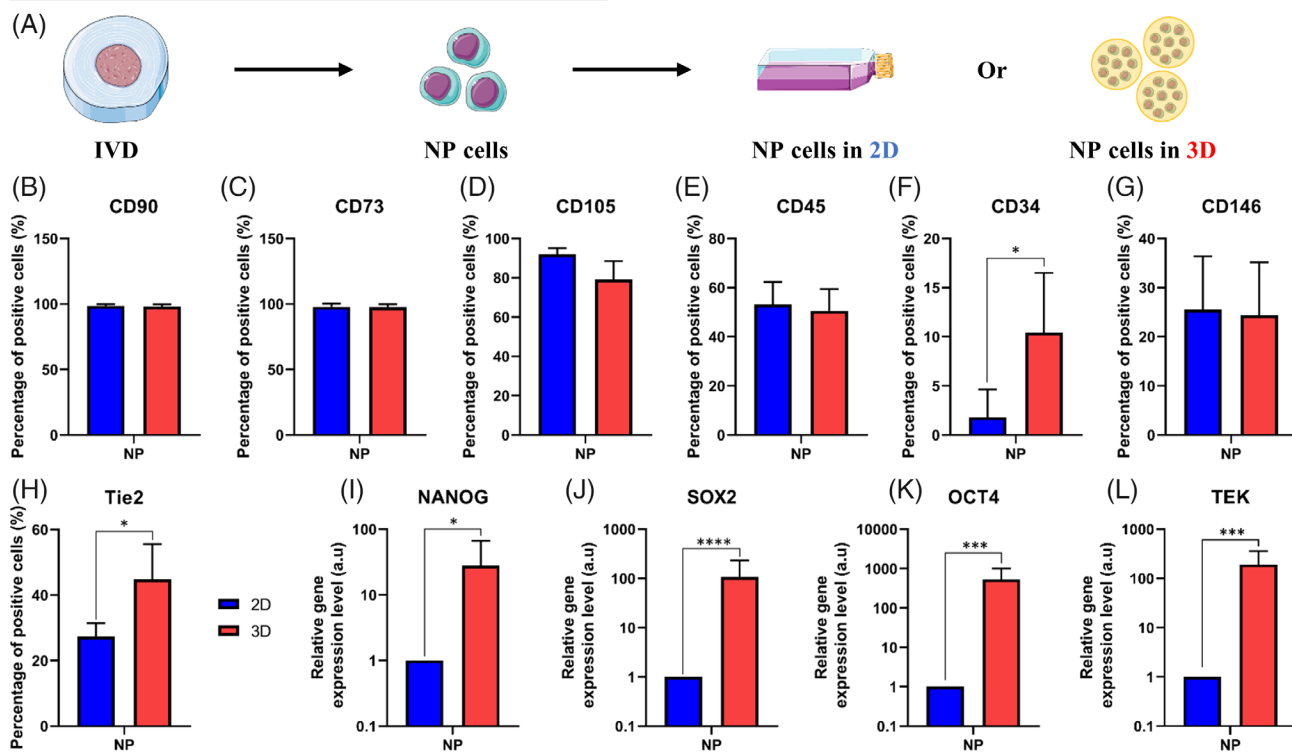 (A)
Or
IVD
NP cells
NP cells in 2D
NP cells in 3D
(B)
CD90
Percentage of positive cells (%)
150
100
50
0
NP
(C)
CD73
Percentage of positive cells (%)
150
100
50
0
NP
(D)
CD105
Percentage of positive cells (%)
100
80
60
40
20
0
NP
(E)
CD45
Percentage of positive cells (%)
80
60
40
20
0
NP
(F)
CD34
Percentage of positive cells (%)
20
15
10
5
0
*
NP
(G)
CD146
Percentage of positive cells (%)
40
30
20
10
0
NP
(H)
Tie2
Percentage of positive cells (%)
60
40
20
0
*
NP
2D
3D
(I)
NANOG
Relative gene
expression level (a.u)
100
10
1
0.1
*
NP
(J)
SOX2
Relative gene
expression level (a.u)
1000
100
10
1
0.1
****
NP
(K)
OCT4
Relative gene
expression level (a.u)
10000
1000
100
10
1
0.1
***
NP
(L)
TEK
Relative gene
expression level (a.u)
1000
100
10
1
0.1
***
NP